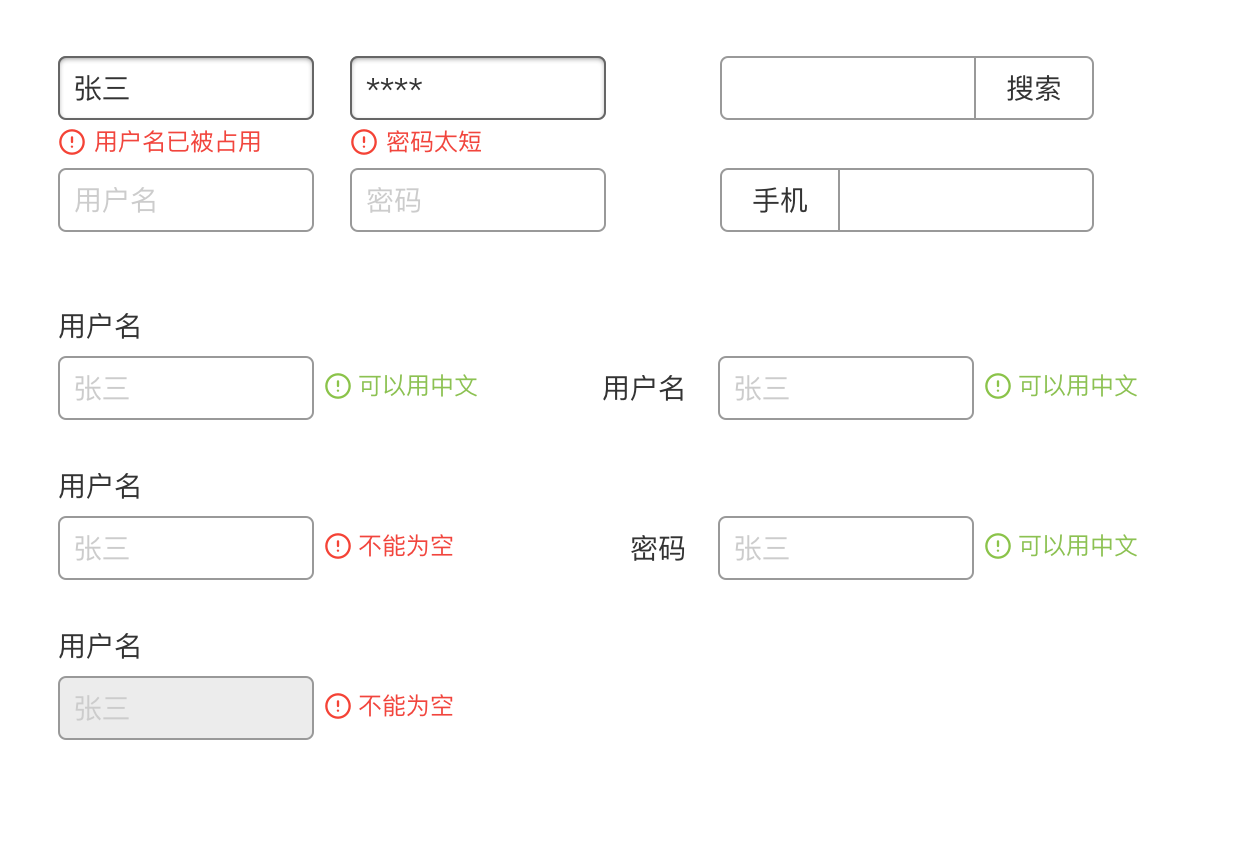 张三
****
搜索
用户名已被占用
密码太短
用户名
密码
手机
用户名
张三
可以用中文
用户名
张三
可以用中文
用户名
张三
不能为空
密码
张三
可以用中文
用户名
张三
不能为空